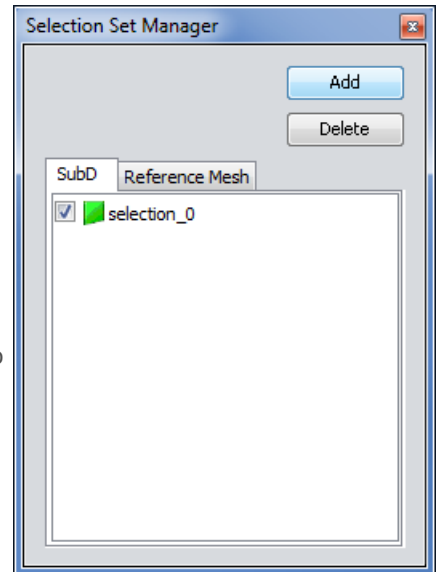 Selection Set Manager
Add
Delete
SubD
Reference Mesh
selection_0